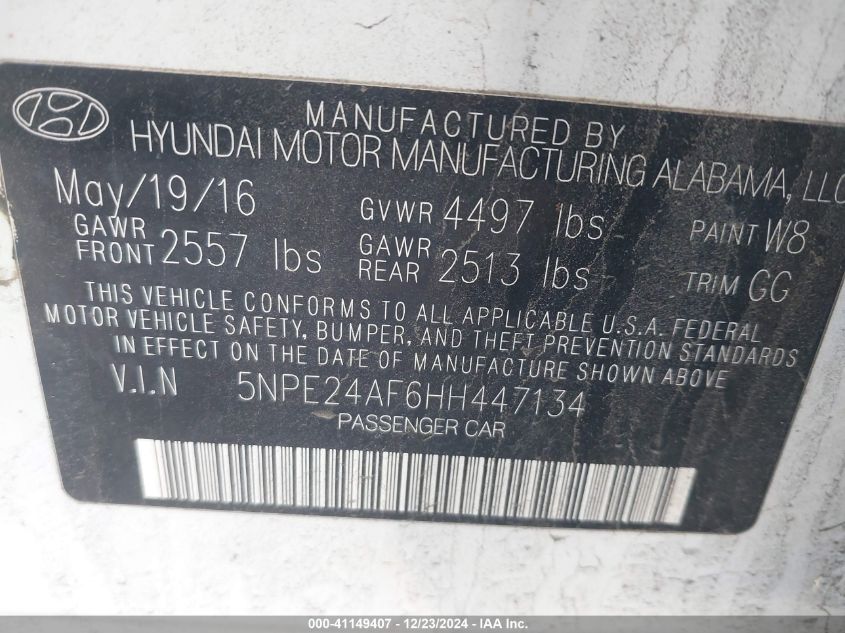 MANUFACTURED BY
HYUNDAI MOTOR MANUFACTURING ALABAMA, LLC
May/19/16 GVWR 4497 lbs PAINT W8
GAWR FRONT 2557 lbs GAWR REAR 2513 lbs TRIM GG
THIS VEHICLE CONFORMS TO ALL APPLICABLE U.S.A. FEDERAL
MOTOR VEHICLE SAFETY, BUMPER, AND THEFT PREVENTION STANDARDS
IN EFFECT ON THE DATE OF MANUFACTURE SHOWN ABOVE
V.I.N 5NPE24AF6HH447134
PASSENGER CAR
000-41149407 - 12/23/2024 - IAA Inc.